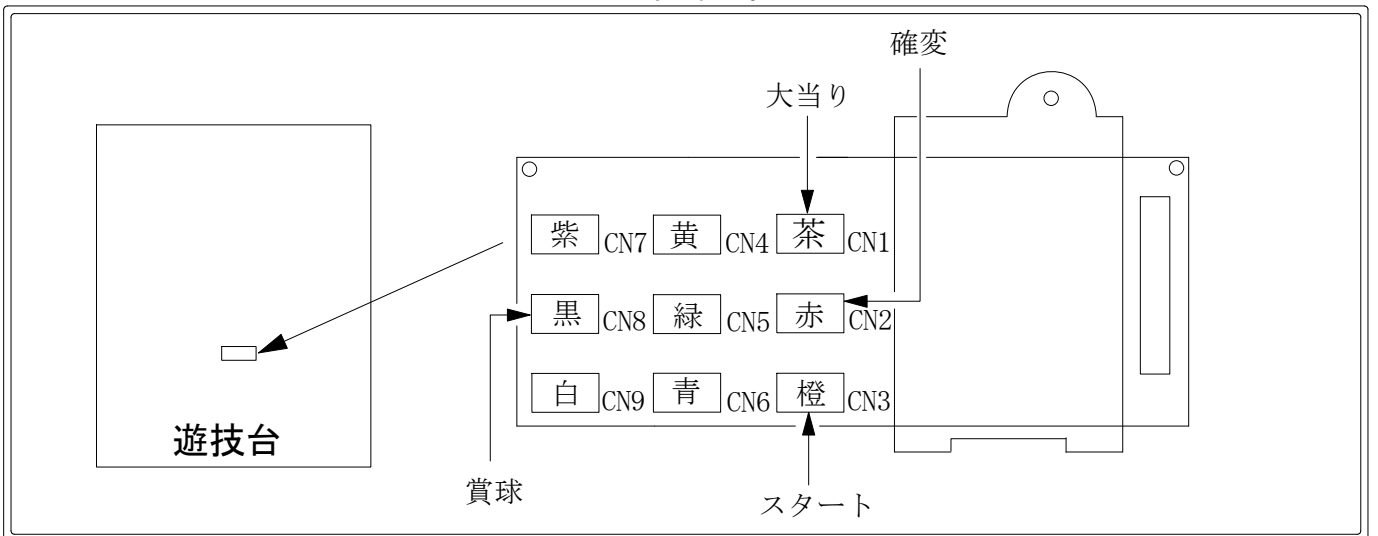 確変
大当り
紫 CN7 黄 CN4 茶 CN1
黒 CN8 緑 CN5 赤 CN2
白 CN9 青 CN6 橙 CN3
遊技台
賞球
スタート